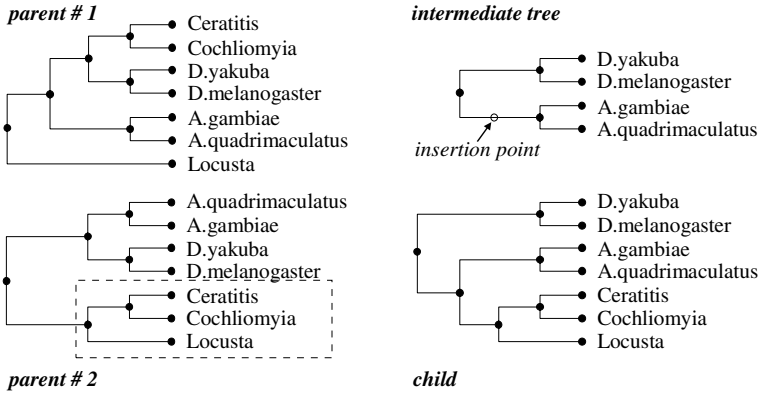 parent # 1
Ceratitis
Cochliomyia
D.yakuba
D.melanogaster
A.gambiae
A.quadrimaculatus
Locusta
intermediate tree
D.yakuba
D.melanogaster
A.gambiae
A.quadrimaculatus
insertion point
A.quadrimaculatus
A.gambiae
D.yakuba
D.melanogaster
Ceratitis
Cochliomyia
Locusta
parent # 2
D.yakuba
D.melanogaster
A.gambiae
A.quadrimaculatus
Ceratitis
Cochliomyia
Locusta
child